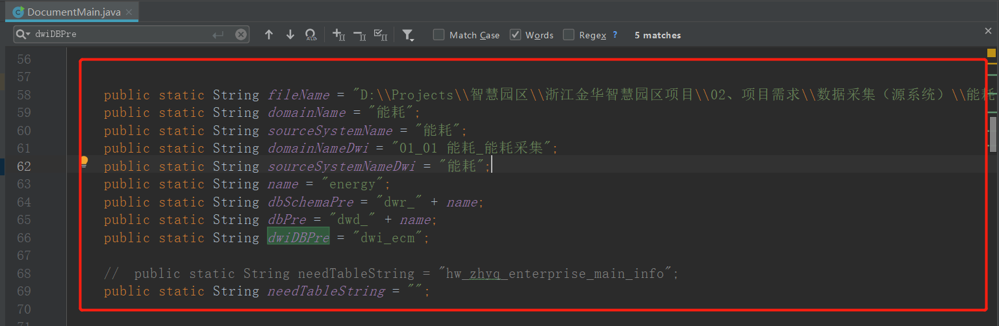 DocumentMain.java
dwiDBPre
Match Case
Words
Regex
?
5 matches
56
57
58 public static String fileName = "D:\\Projects\\智慧园区\\浙江金华智慧园区项目\\02、项目需求\\数据采集（源系统）\\能耗
59 public static String domainName = "能耗";
60 public static String sourceSystemName = "能耗";
61 public static String domainNameDwi = "01_01 能耗_能耗采集";
62 public static String sourceSystemNameDwi = "能耗";
63 public static String name = "energy";
64 public static String dbSchemaPre = "dwr_" + name;
65 public static String dbPre = "dwd_" + name;
66 public static String dwiDBPre = "dwi_ecm";
67
68 //  public static String needTableString = "hw_zhyq_enterprise_main_info";
69 public static String needTableString = "";
70
71